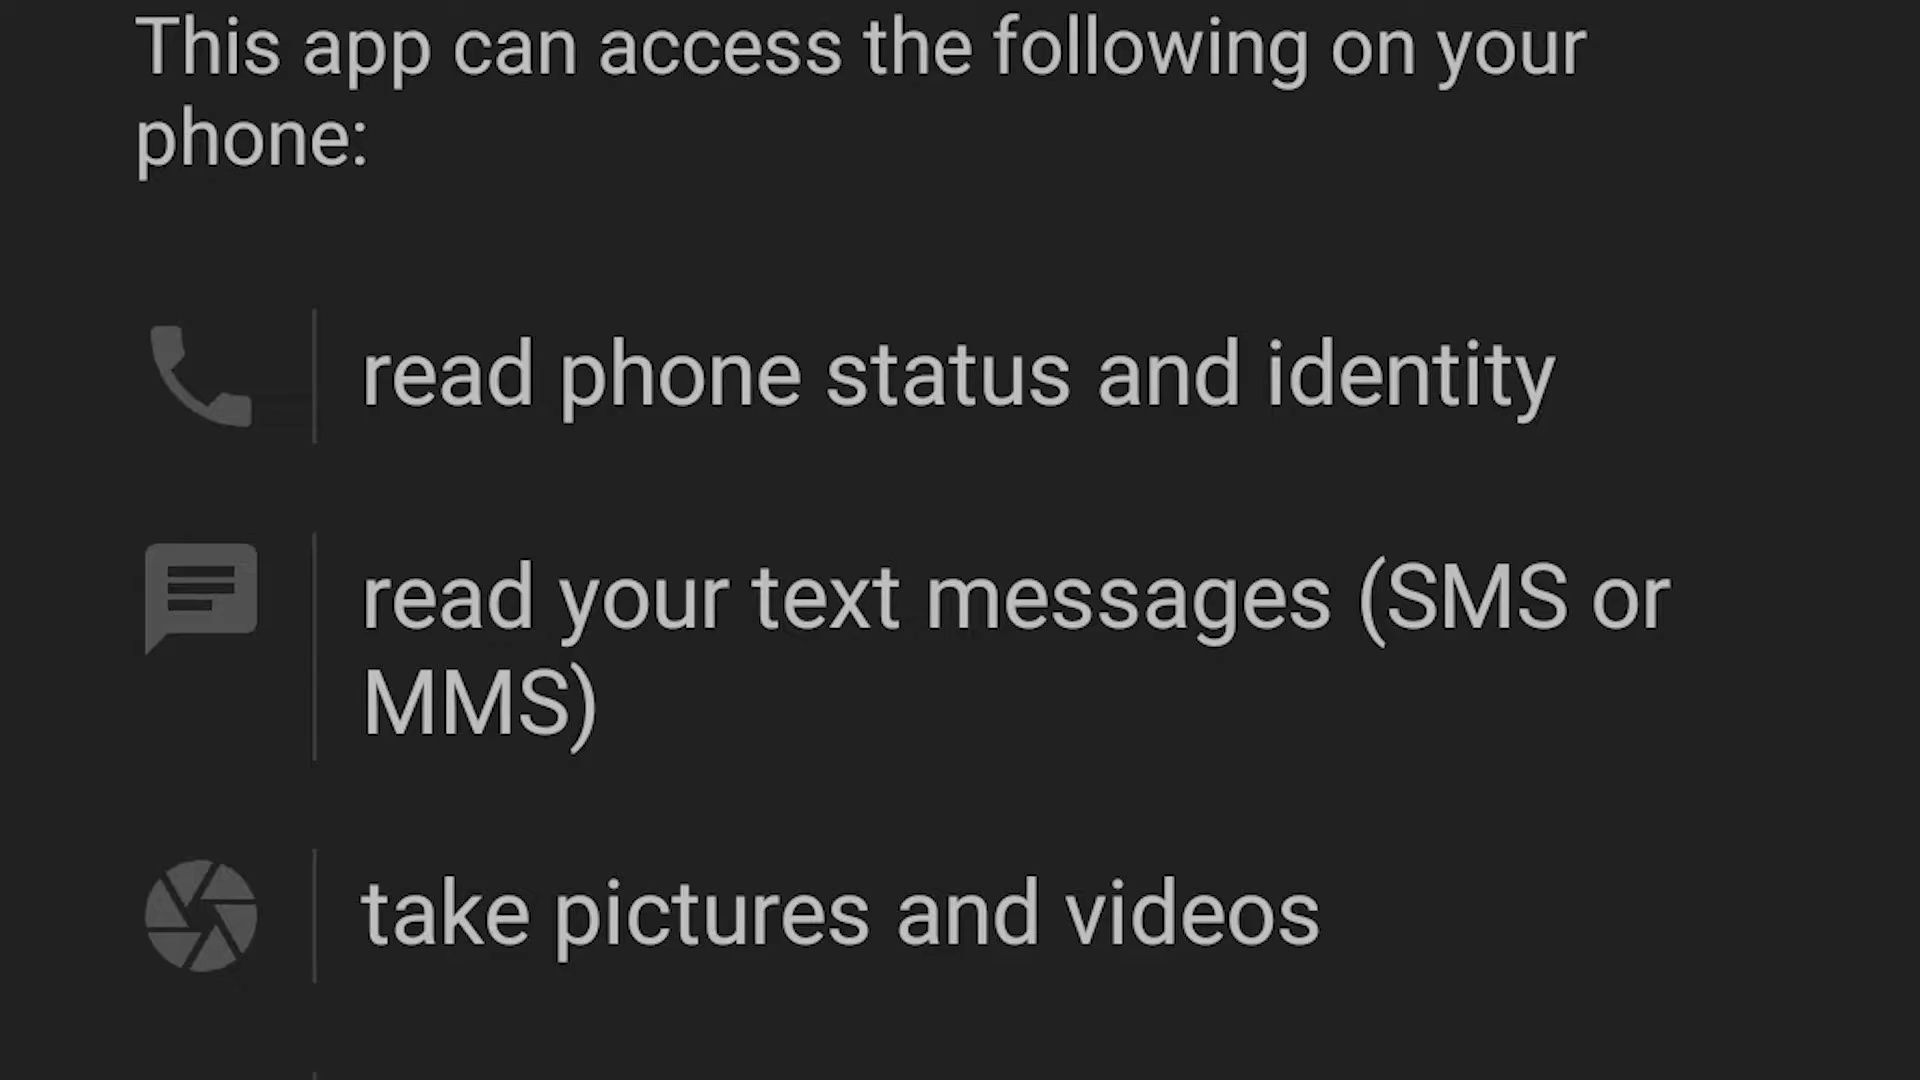 This app can access the following on your
phone:
read phone status and identity
read your text messages (SMS or
MMS)
take pictures and videos